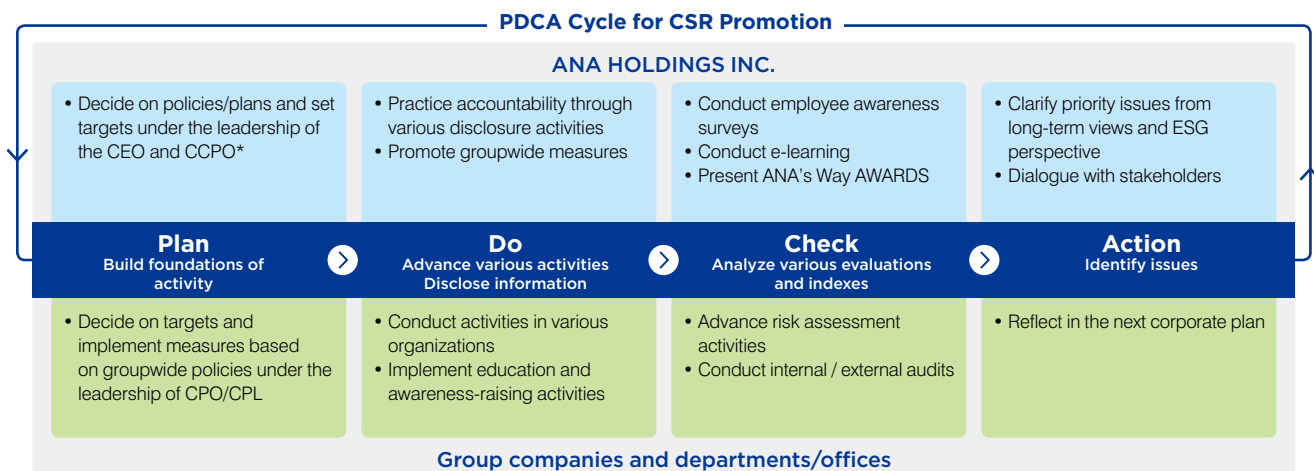 PDCA Cycle for CSR Promotion
ANA HOLDINGS INC.
• Decide on policies/plans and set
targets under the leadership of
the CEO and CCPO*
• Practice accountability through
various disclosure activities
• Promote groupwide measures
• Conduct employee awareness
surveys
• Conduct e-learning
• Present ANA's Way AWARDS
• Clarify priority issues from
long-term views and ESG
perspective
• Dialogue with stakeholders
Plan
Build foundations of
activity
Do
Advance various activities
Disclose information
Check
Analyze various evaluations
and indexes
Action
Identify issues
• Decide on targets and
implement measures based
on groupwide policies under the
leadership of CPO/CPL
• Conduct activities in various
organizations
• Implement education and
awareness-raising activities
• Advance risk assessment
activities
• Conduct internal / external audits
• Reflect in the next corporate plan
Group companies and departments/offices